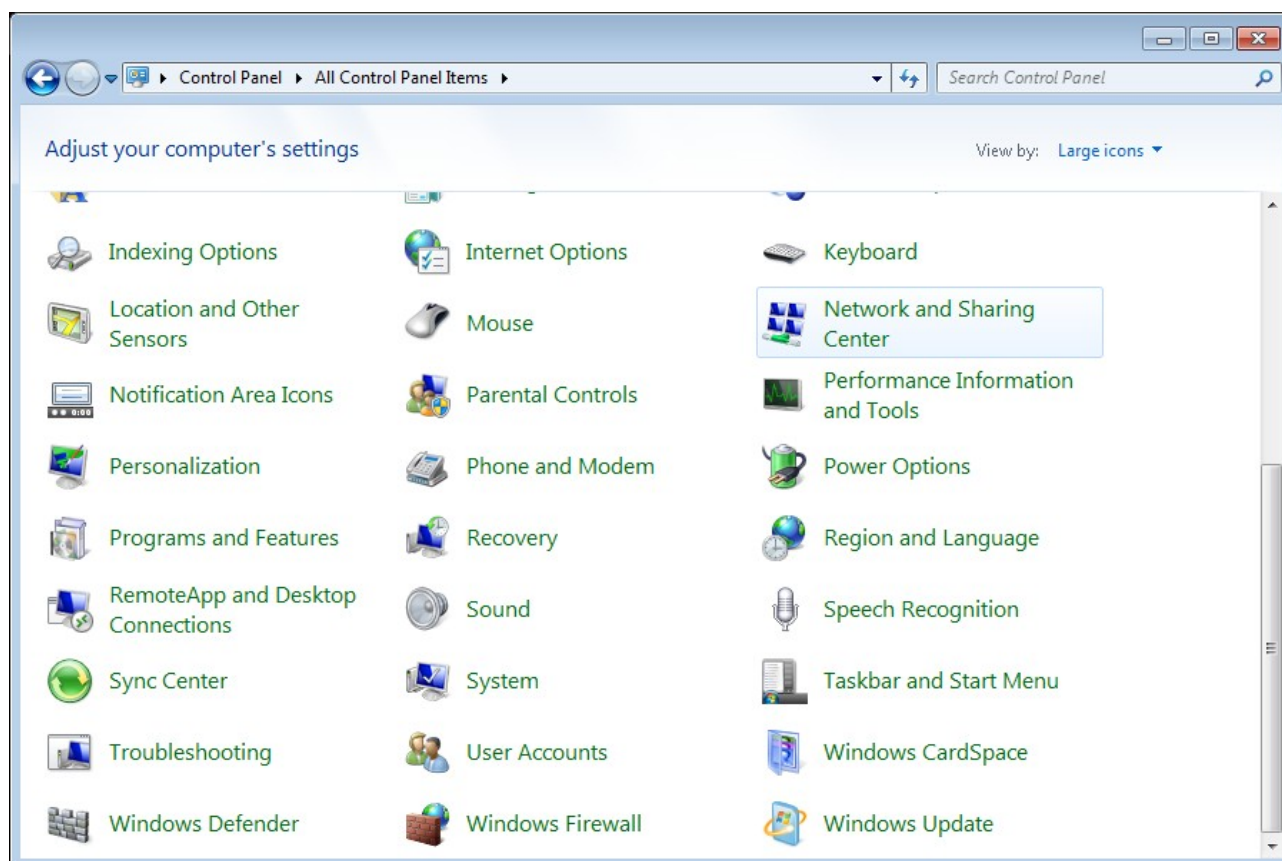 Control Panel All Control Panel Items
Search Control Panel
Adjust your computer's settings
View by: Large icons
Indexing Options
Internet Options
Keyboard
Location and Other
Sensors
Mouse
Network and Sharing
Center
Notification Area Icons
Parental Controls
Performance Information
and Tools
Personalization
Phone and Modem
Power Options
Programs and Features
Recovery
Region and Language
RemoteApp and Desktop
Connections
Sound
Speech Recognition
Sync Center
System
Taskbar and Start Menu
Troubleshooting
User Accounts
Windows CardSpace
Windows Defender
Windows Firewall
Windows Update